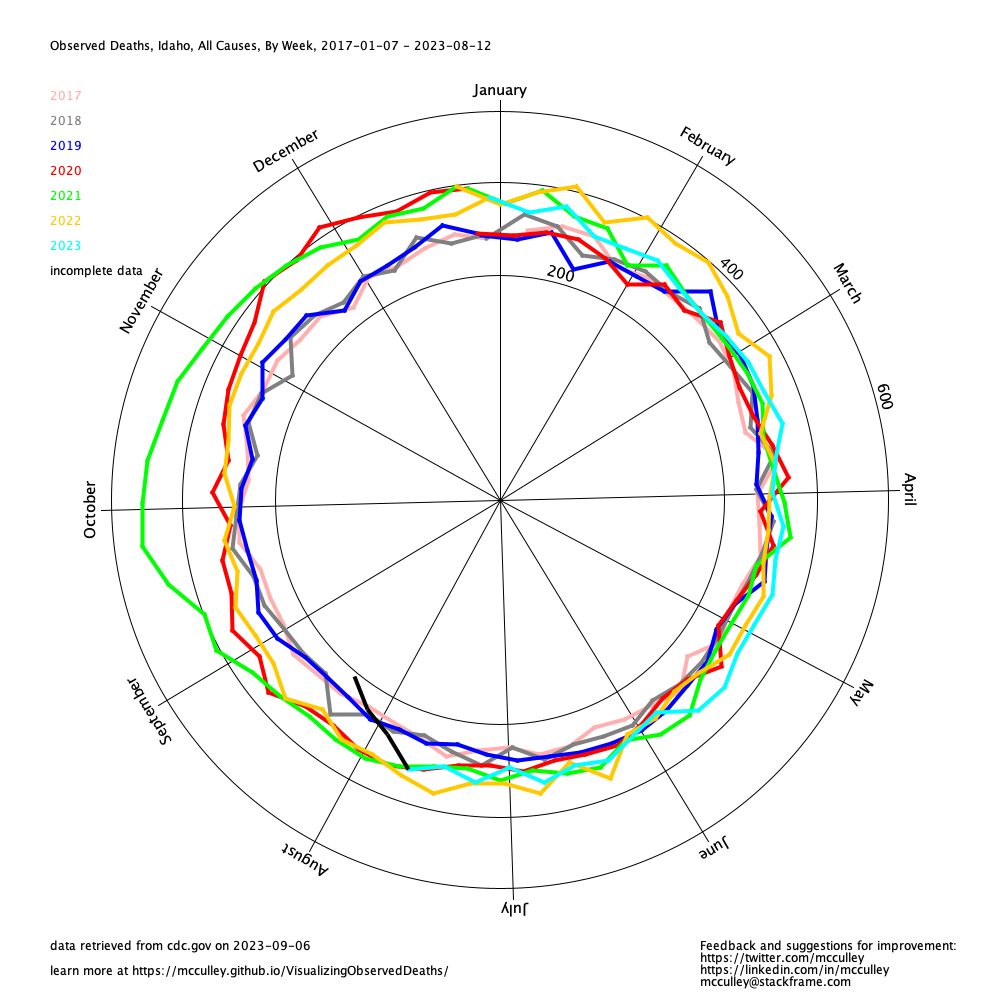 Observed Deaths, Idaho, All Causes, By Week, 2017-01-07 - 2023-08-12
January
2017
2018
2019
2020
2021
2022
2023
incomplete data
December
February
November
March
200
400
600
October
April
September
May
August
June
July
data retrieved from cdc.gov on 2023-09-06
learn more at https://mcculley.github.io/VisualizingObservedDeaths/
Feedback and suggestions for improvement:
https://twitter.com/mcculley
https://linkedin.com/in/mcculley
mcculley@stackframe.com